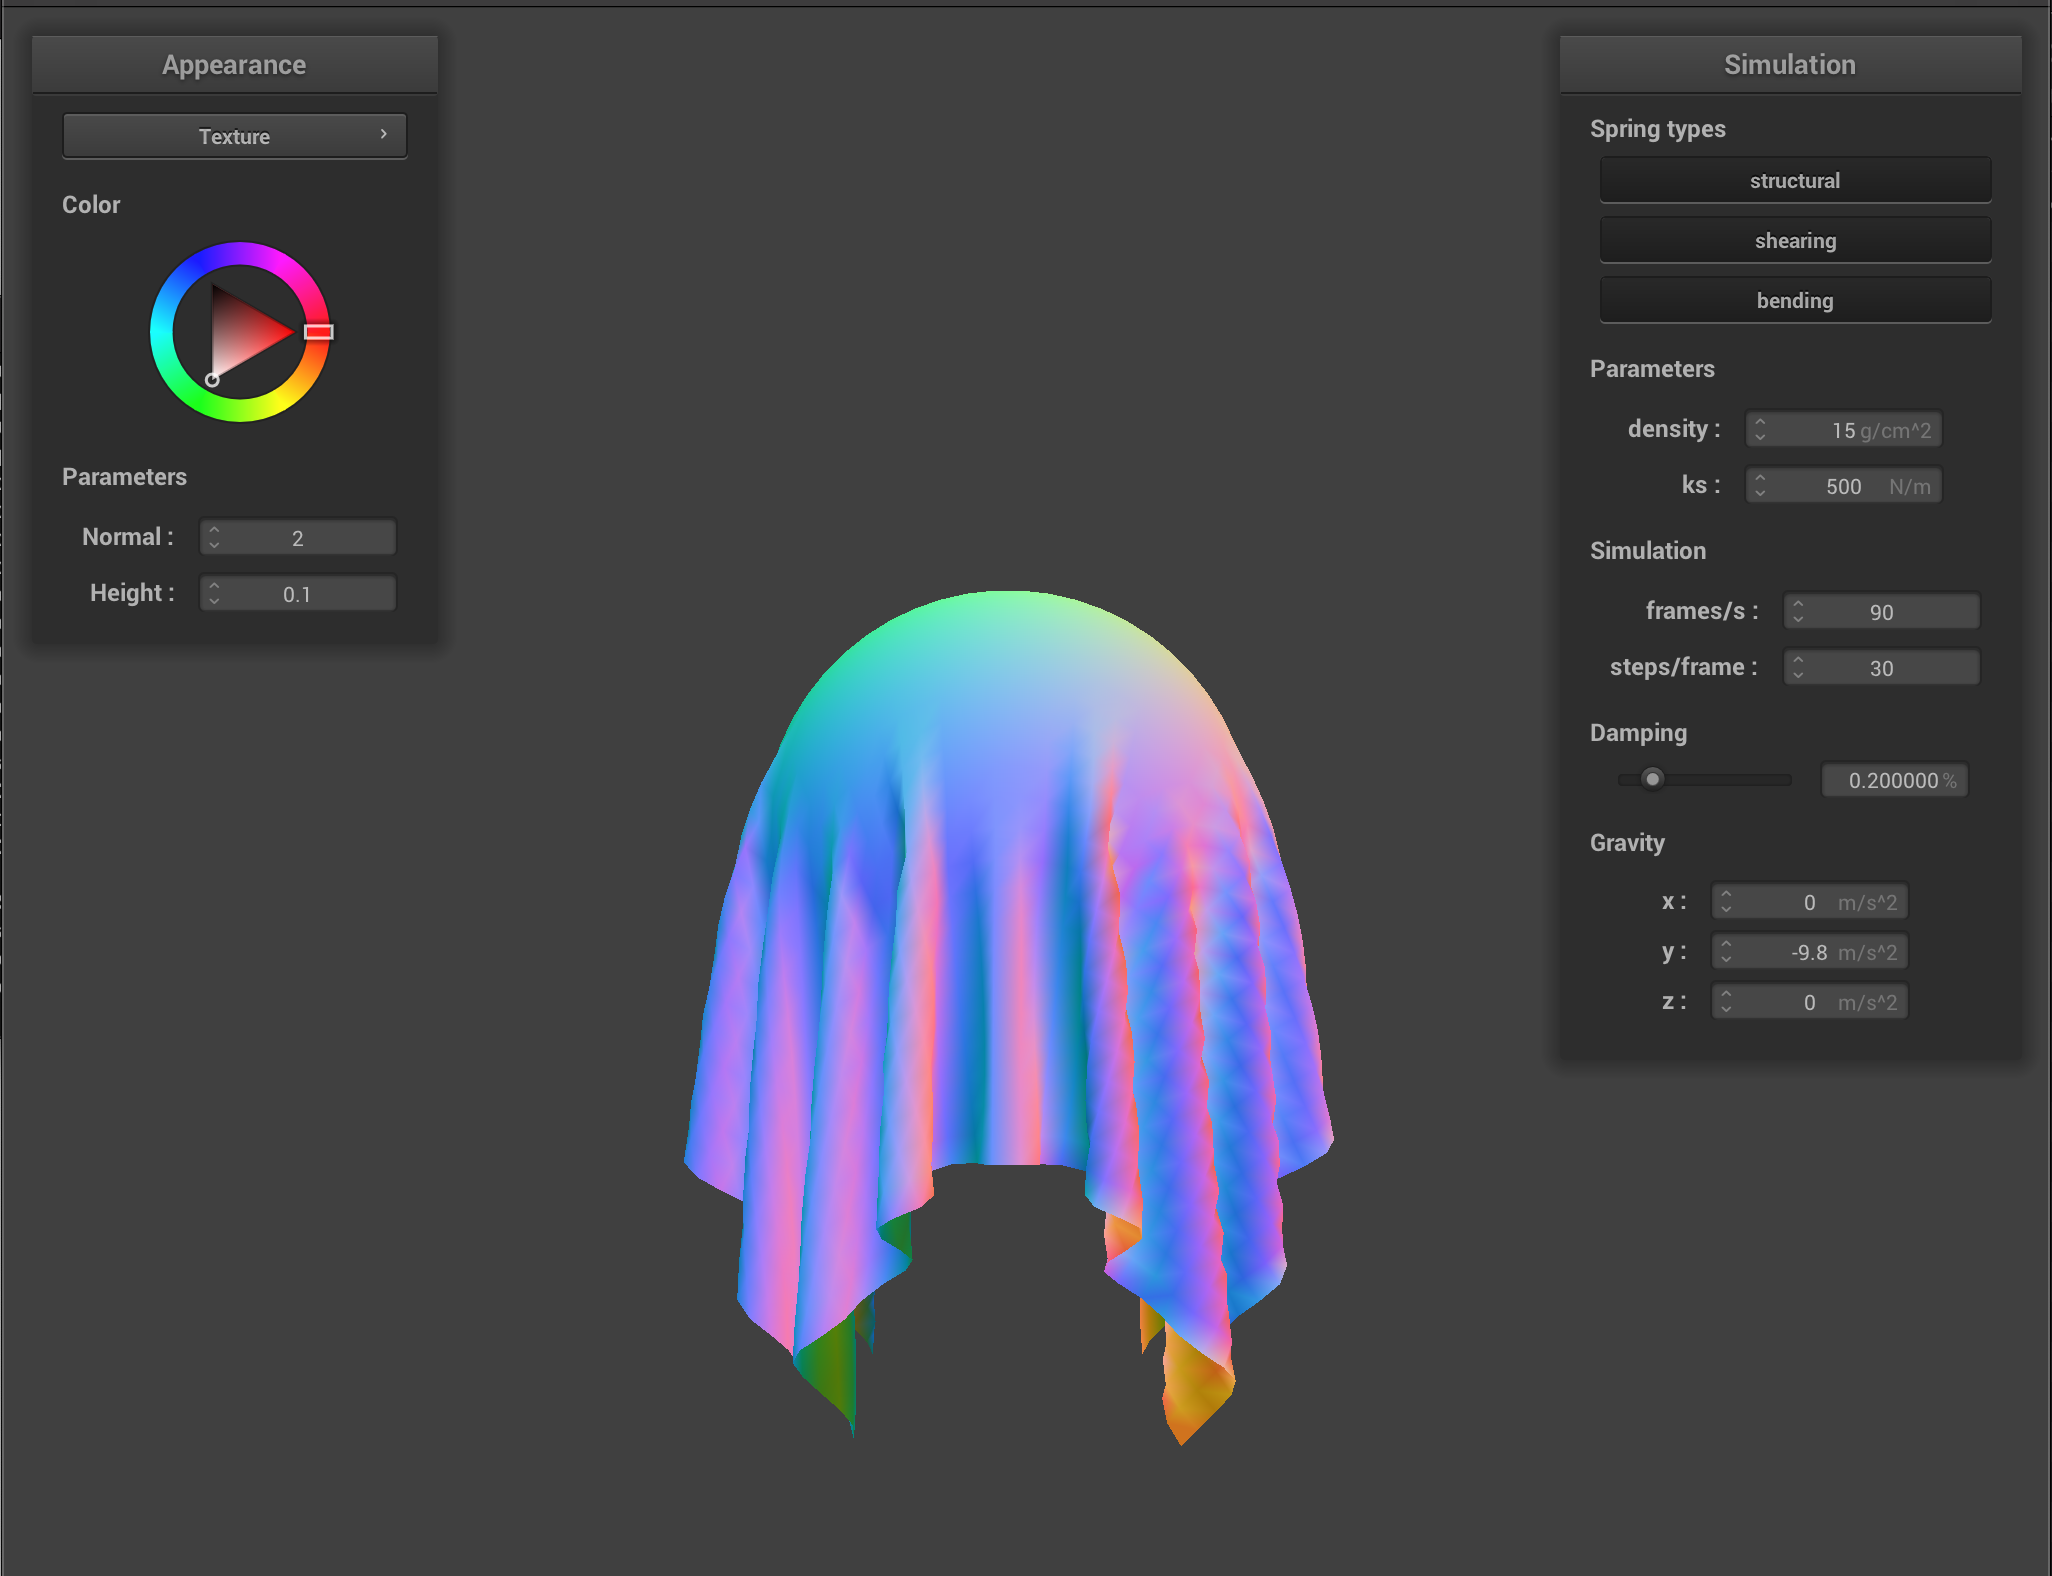 Appearance
Texture
Color
Parameters
Normal : 2
Height : 0.1
Simulation
Spring types
structural
shearing
bending
Parameters
density : 15 g/cm^2
ks : 500 N/m
Simulation
frames/s : 90
steps/frame : 30
Damping
0.200000 %
Gravity
x : 0 m/s^2
y : -9.8 m/s^2
z : 0 m/s^2